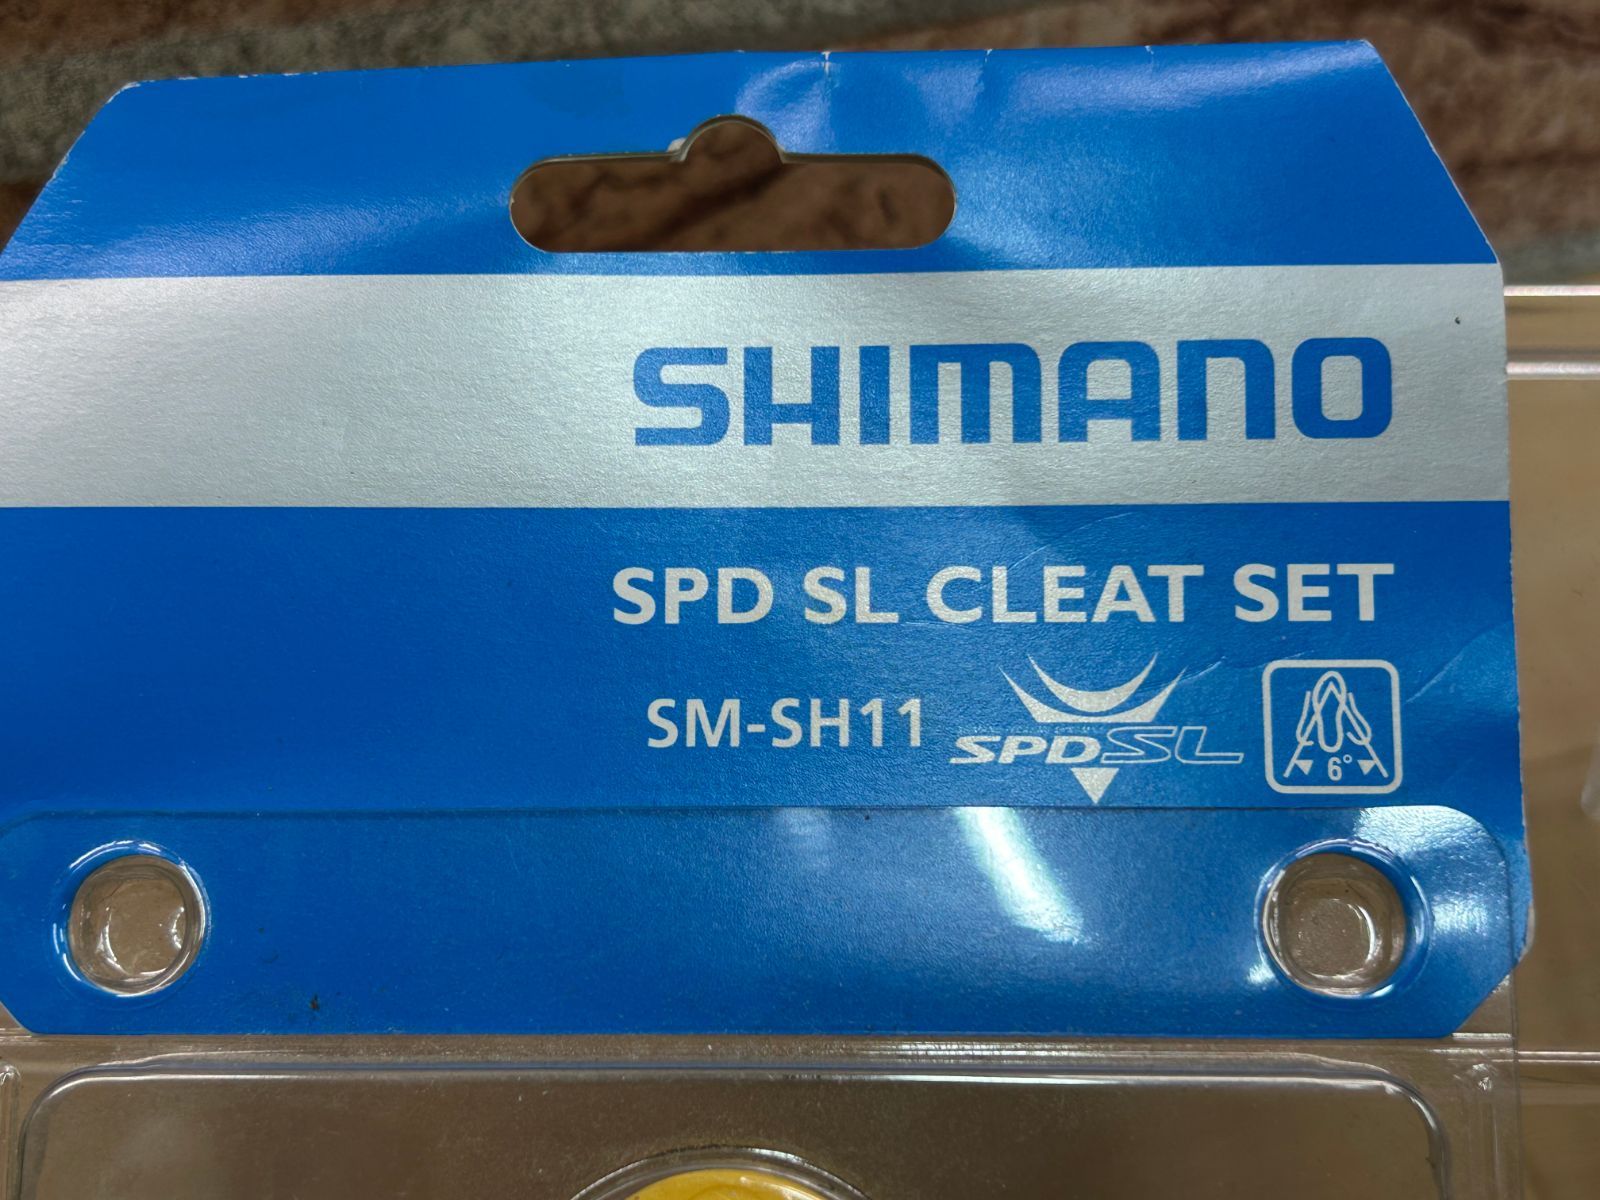 SHIMANO
SPD SL CLEAT SET
SM-SH11 SPD SL 6°